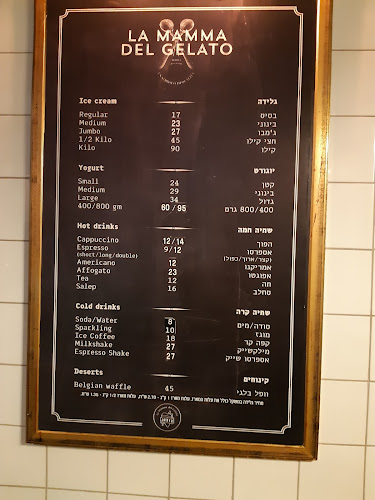 LA MAMMA
DEL GELATO
Ice cream גלידה
Regular 17 בסיס
Medium 23 בינוני
Jumbo 27 ג'מבו
1/2 Kilo 45 חצי קילו
Kilo 90 קילו
Yogurt יוגורט
Small 24 קטן
Medium 29 בינוני
Large 34 גדול
400/800 gm 60 / 95 400/800 גרם
Hot drinks שתיה חמה
Cappuccino 12 / 14 הפוך
Espresso 9 / 12 אספרסו
(short/long/double) (קצר/ארוך/כפול)
Americano 12 אמריקנו
Affogato 23 אפוגטו
Tea 12 תה
Salep 16 סחלב
Cold drinks שתיה קרה
Soda/Water 8 סודה/מים
Sparkling 10 מוגז
Ice Coffee 18 קפה קר
Milkshake 27 מילקשייק
Espresso Shake 27 אספרסו שייק
Deserts קינוחים
Belgian waffle 45 וופל בלגי